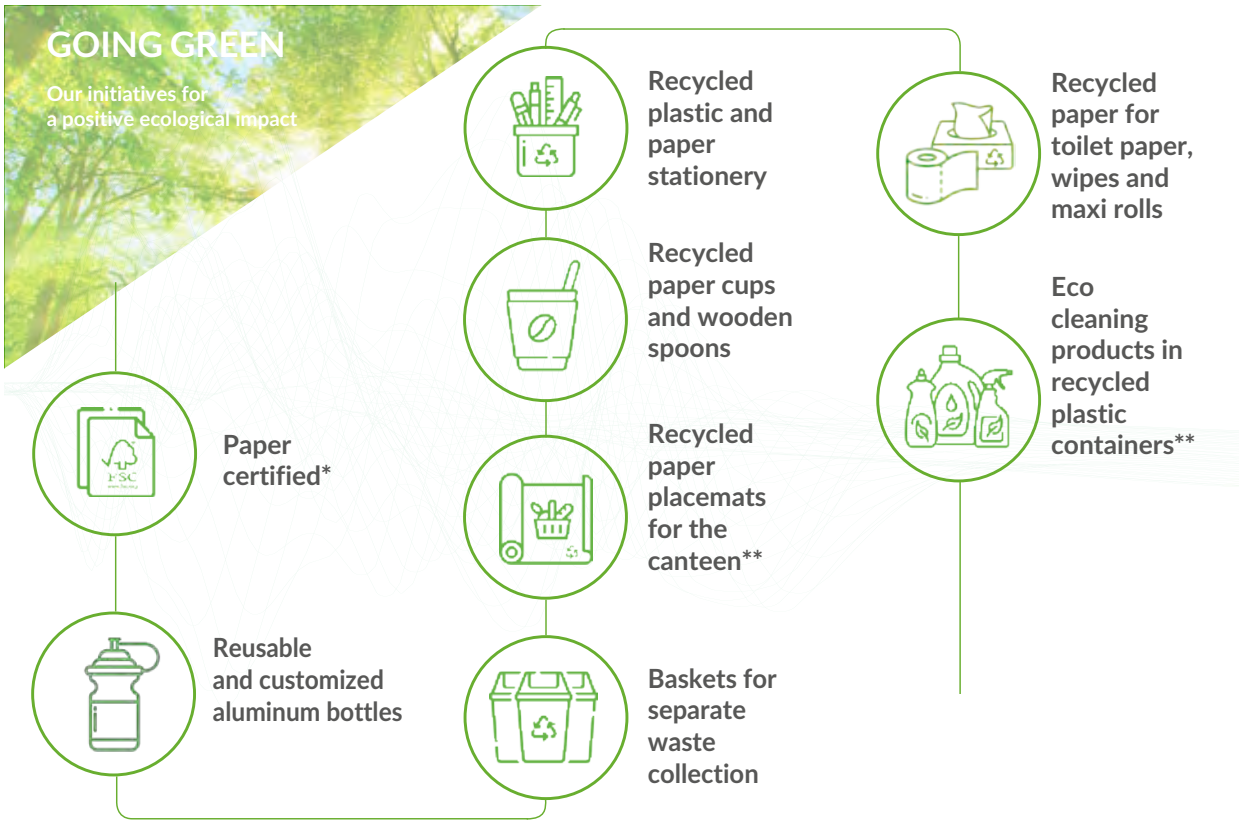 GOING GREEN
Our initiatives for
a positive ecological impact
FSC
Paper
certified*
Reusable
and customized
aluminum bottles
Recycled
plastic and
paper
stationery
Recycled
paper cups
and wooden
spoons
Recycled
paper
placemats
for the
canteen**
Baskets for
separate
waste
collection
Recycled
paper for
toilet paper,
wipes and
maxi rolls
Eco
cleaning
products in
recycled
plastic
containers**